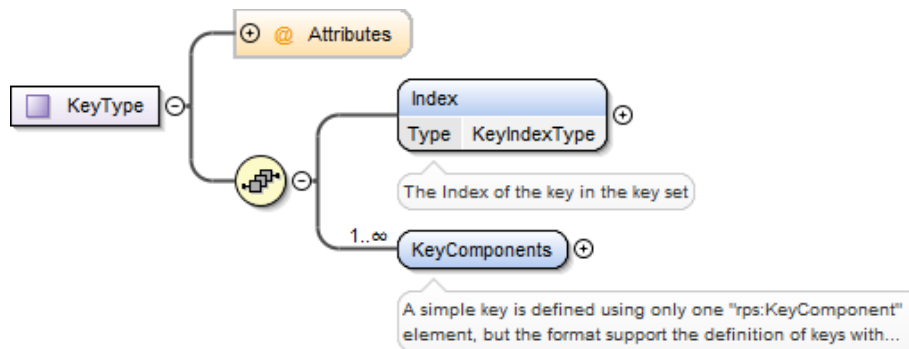 @ Attributes
KeyType
Index
Type KeyIndexType
The Index of the key in the key set
1..∞
KeyComponents
A simple key is defined using only one "rps:KeyComponent"
element, but the format support the definition of keys with...